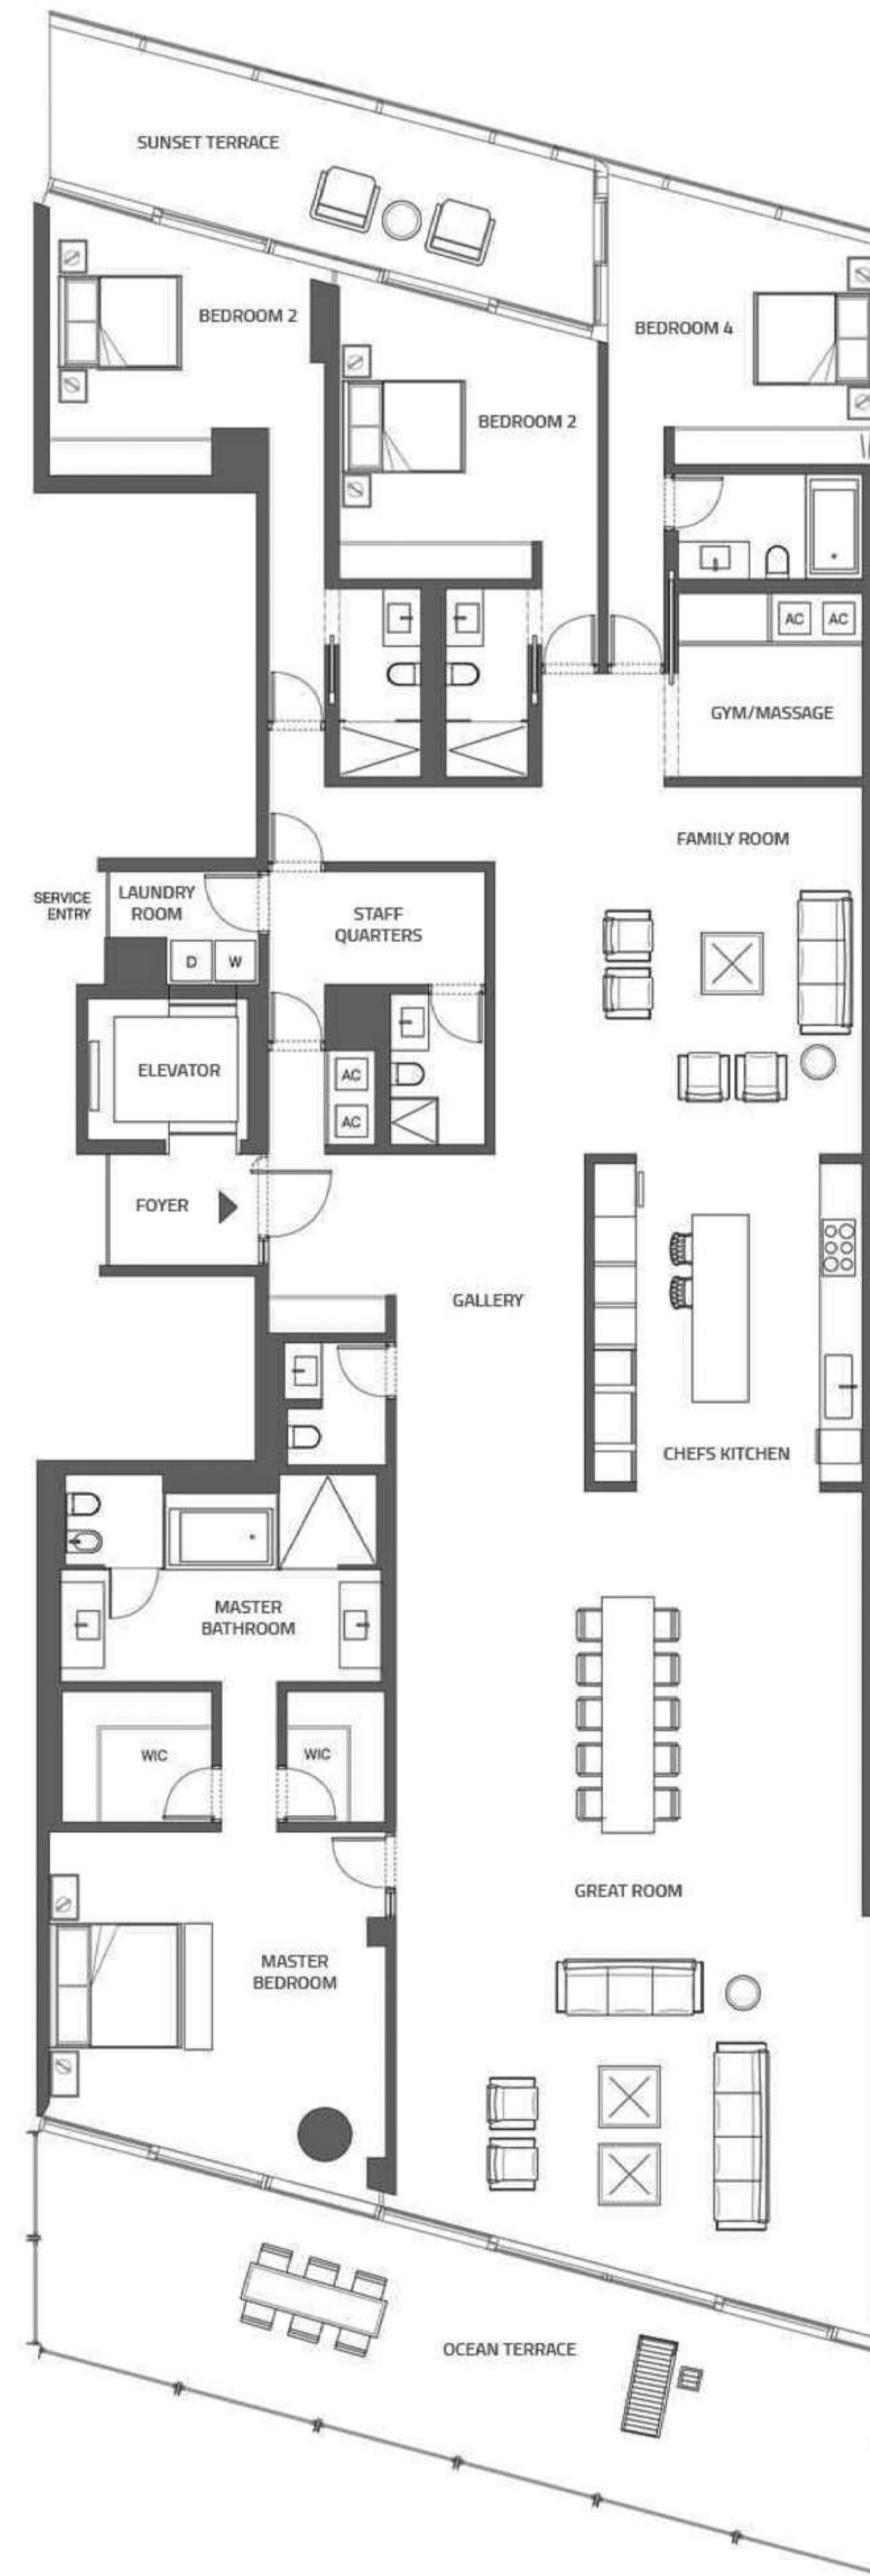 SUNSET TERRACE
BEDROOM 2
BEDROOM 4
BEDROOM 2
AC
AC
GYM/MASSAGE
FAMILY ROOM
SERVICE
ENTRY
LAUNDRY
ROOM
STAFF
QUARTERS
D
W
ELEVATOR
AC
AC
FOYER
GALLERY
CHEFS KITCHEN
MASTER
BATHROOM
WIC
WIC
GREAT ROOM
MASTER
BEDROOM
OCEAN TERRACE